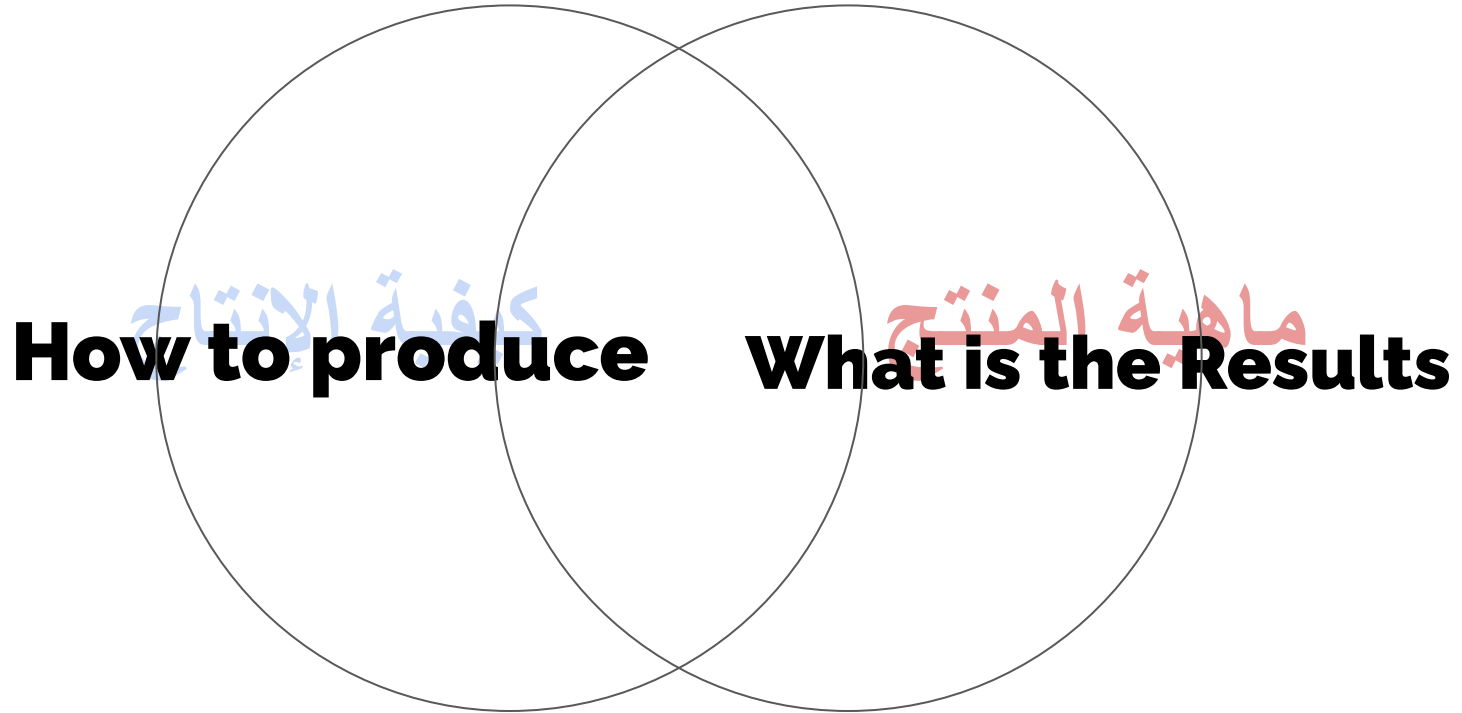 كيفية الإنتاج
How to produce
ماهية المنتج
What is the Results